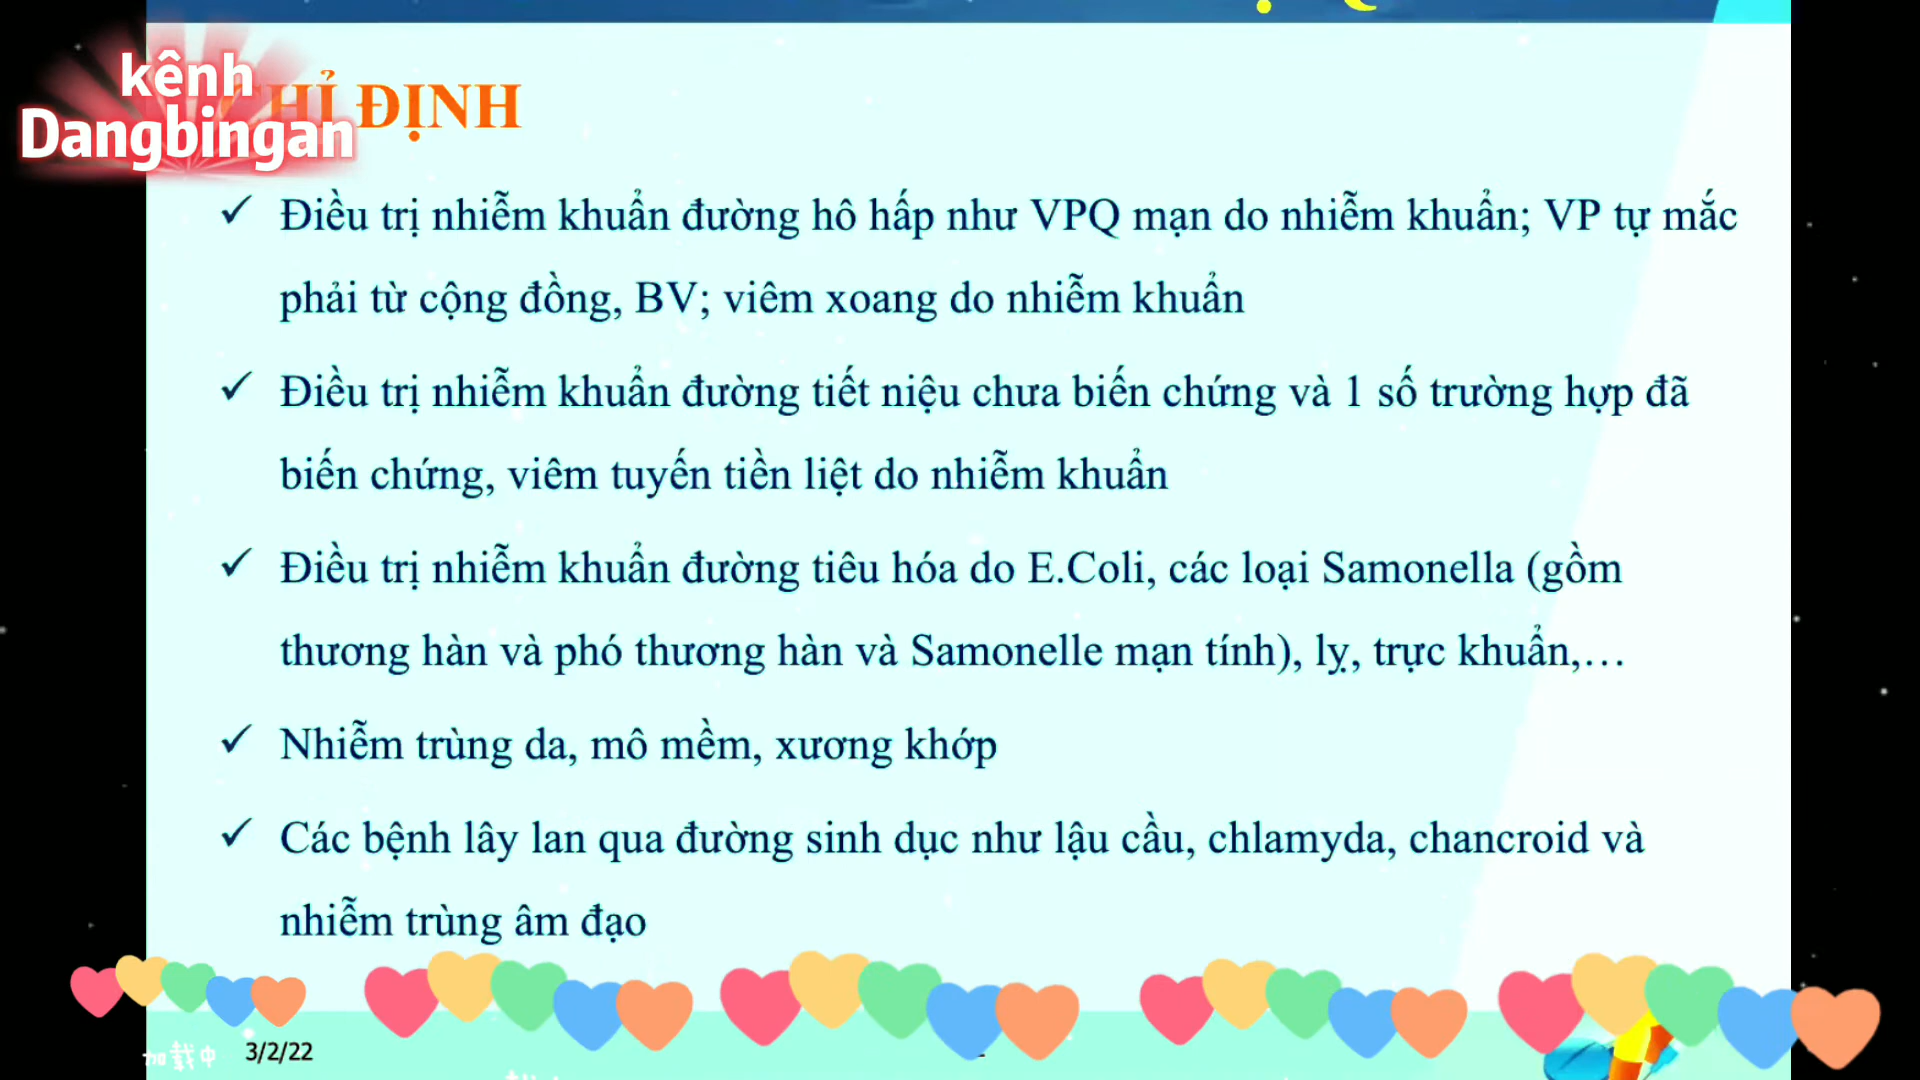 kênh
Dangbingan
CHỈ ĐỊNH
✓ Điều trị nhiễm khuẩn đường hô hấp như VPQ mạn do nhiễm khuẩn; VP tự mắc
phải từ cộng đồng, BV; viêm xoang do nhiễm khuẩn
✓ Điều trị nhiễm khuẩn đường tiết niệu chưa biến chứng và 1 số trường hợp đã
biến chứng, viêm tuyến tiền liệt do nhiễm khuẩn
✓ Điều trị nhiễm khuẩn đường tiêu hóa do E.Coli, các loại Samonella (gồm
thương hàn và phó thương hàn và Samonelle mạn tính), lỵ, trực khuẩn,…
✓ Nhiễm trùng da, mô mềm, xương khớp
✓ Các bệnh lây lan qua đường sinh dục như lậu cầu, chlamyda, chancroid và
nhiễm trùng âm đạo
加载中
3/2/22